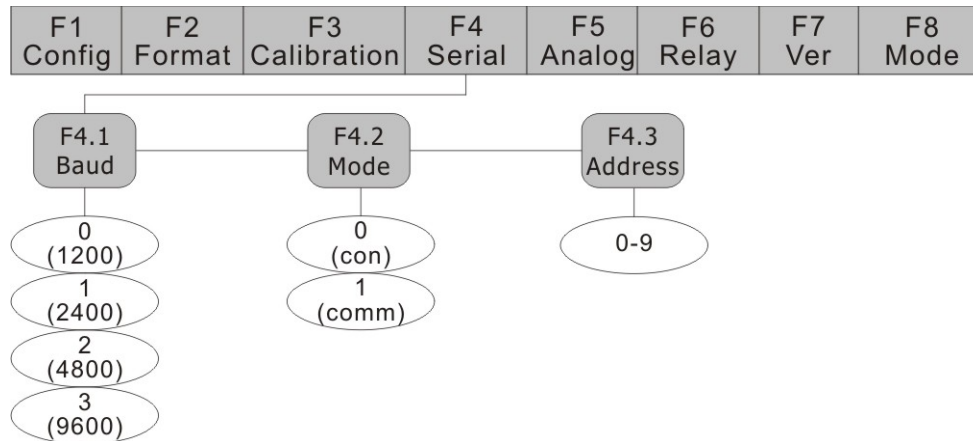 F1 F2 F3 F4 F5 F6 F7 F8
Config Format Calibration Serial Analog Relay Ver Mode
F4.1 F4.2 F4.3
Baud Mode Address
0 0 0-9
(1200) (con)
1 1
(2400) (comm)
2
(4800)
3
(9600)